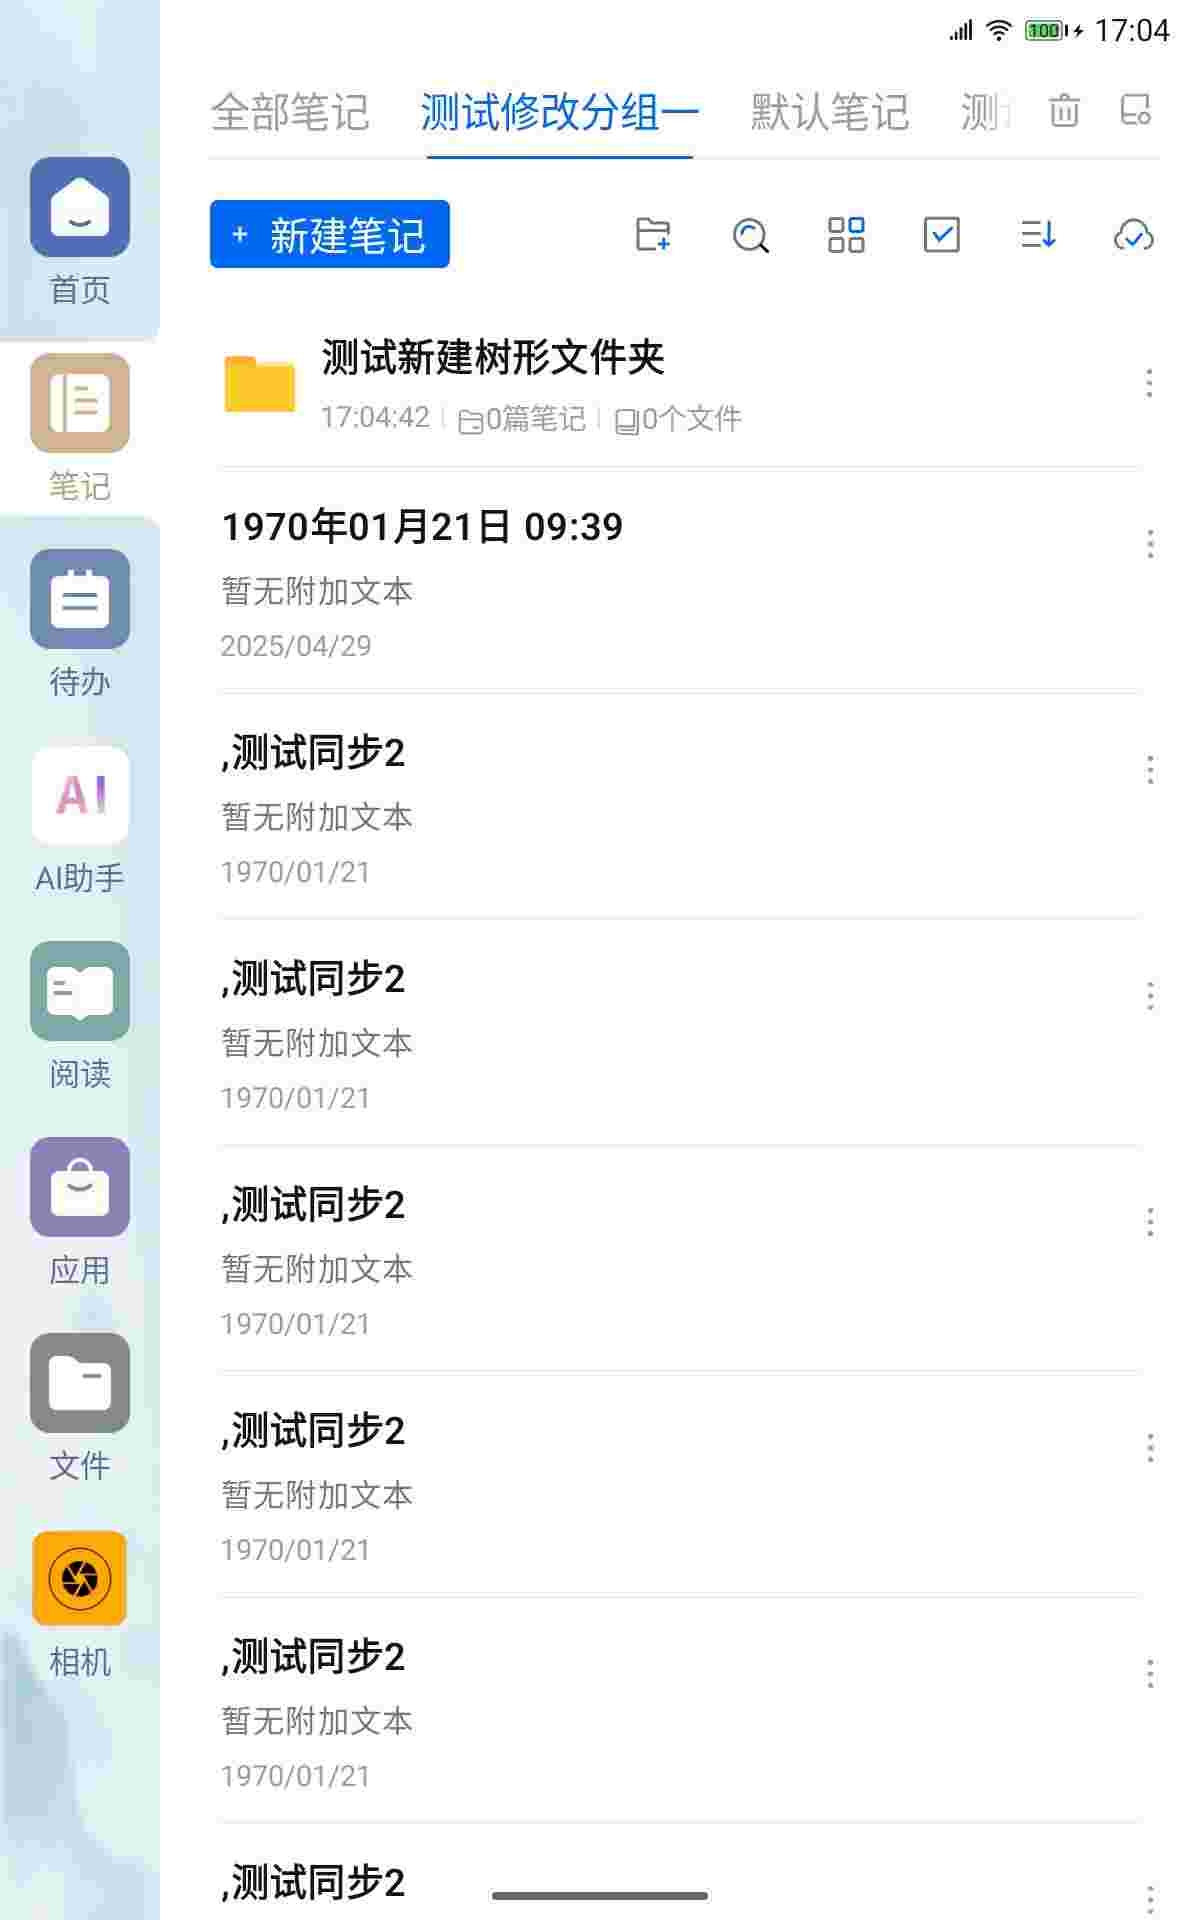 100 17:04
全部笔记 测试修改分组一 默认笔记 测
+ 新建笔记
测试新建树形文件夹
17:04:42 0篇笔记 0个文件
1970年01月21日 09:39
暂无附加文本
2025/04/29
,测试同步2
暂无附加文本
1970/01/21
,测试同步2
暂无附加文本
1970/01/21
,测试同步2
暂无附加文本
1970/01/21
,测试同步2
暂无附加文本
1970/01/21
,测试同步2
暂无附加文本
1970/01/21
,测试同步2
首页
笔记
待办
AI
AI助手
阅读
应用
文件
相机